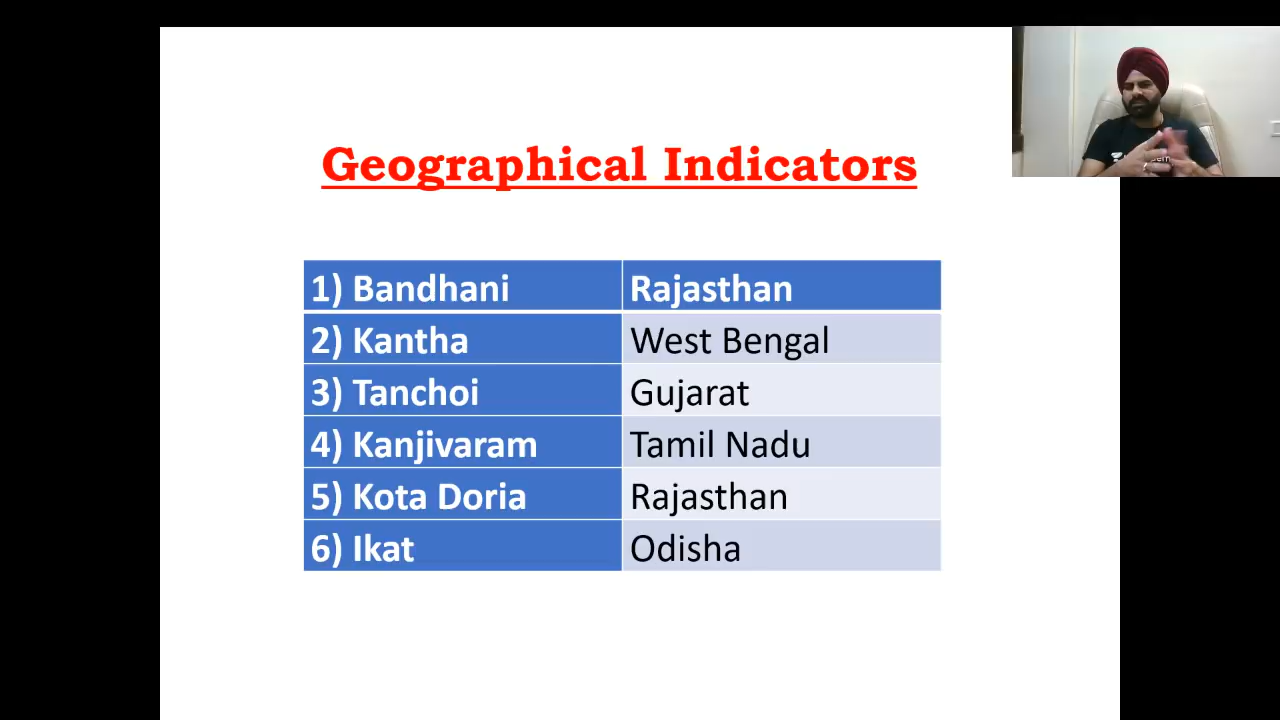 Geographical Indicators
1) Bandhani Rajasthan
2) Kantha West Bengal
3) Tanchoi Gujarat
4) Kanjivaram Tamil Nadu
5) Kota Doria Rajasthan
6) Ikat Odisha